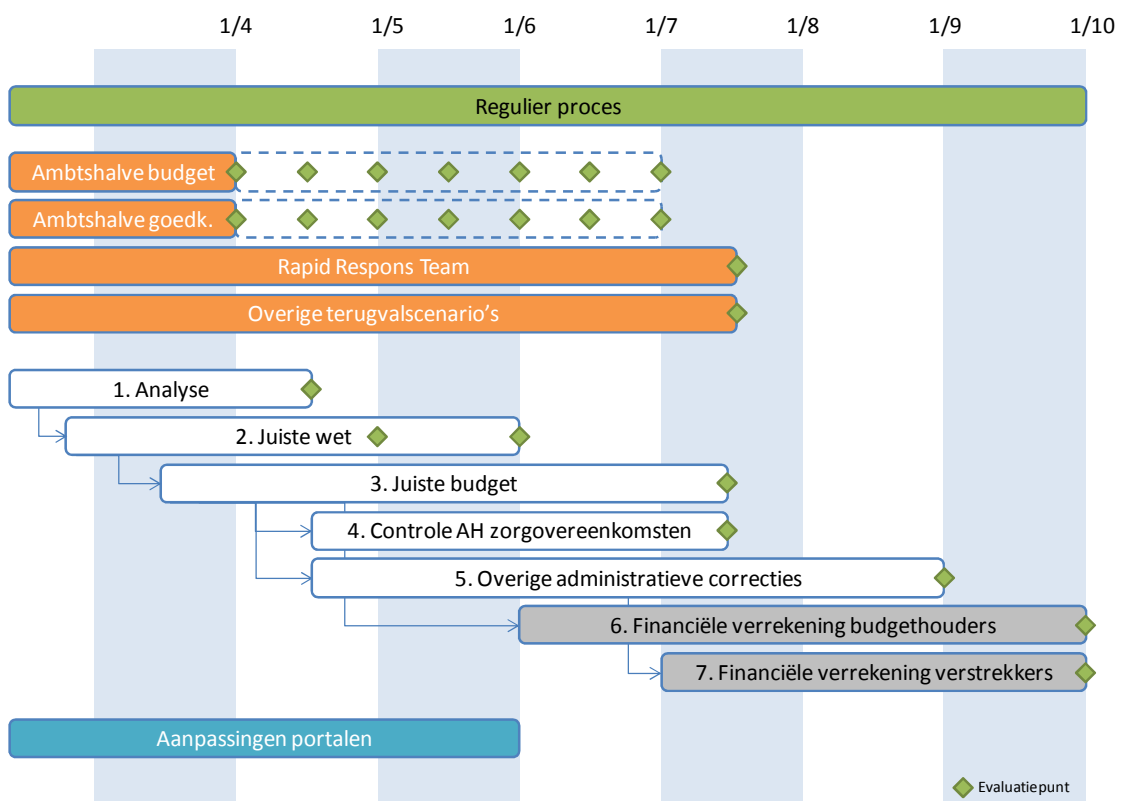 1/4 1/5 1/6 1/7 1/8 1/9 1/10
Regulier proces
Ambtshalve budget
Ambtshalve goedk.
Rapid Respons Team
Overige terugvalscenario's
1. Analyse
2. Juiste wet
3. Juiste budget
4. Controle AH zorgovereenkomsten
5. Overige administratieve correcties
6. Financiële verrekening budgethouders
7. Financiële verrekening verstrekkers
Aanpassingen portalen
Evaluatiepunt